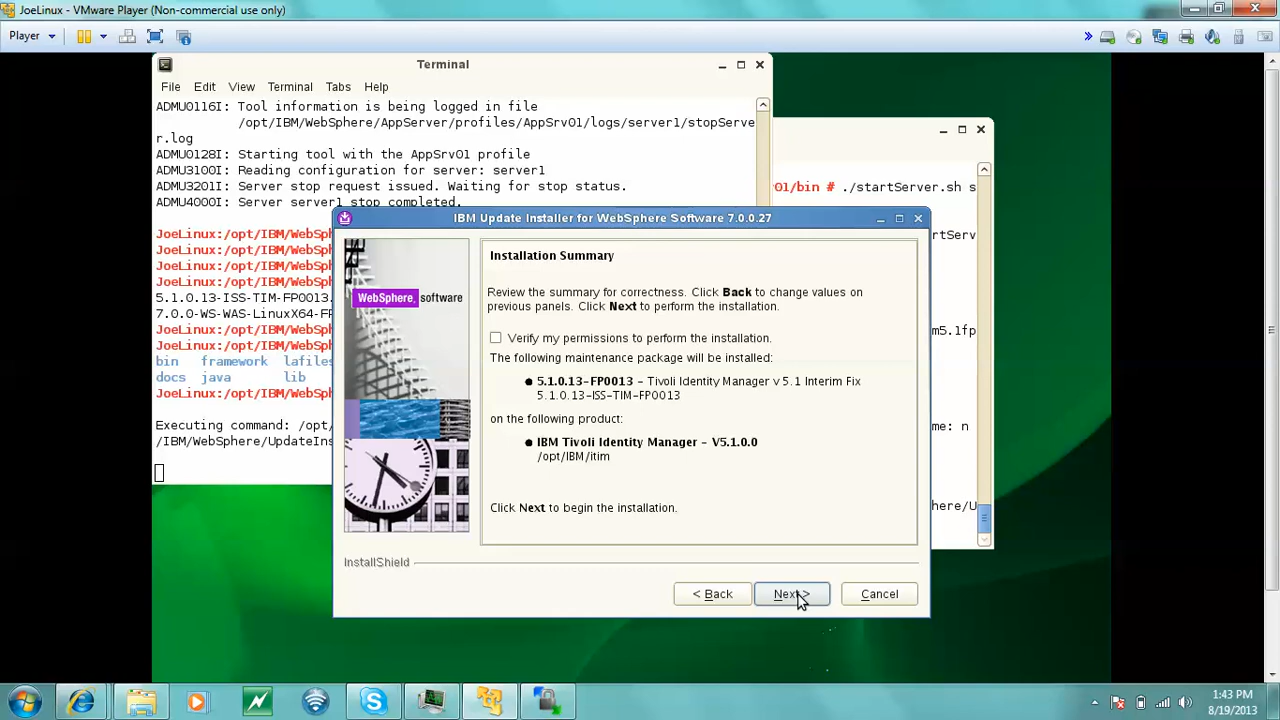 JoeLinux - VMware Player (Non-commercial use only)
Player
Terminal
File Edit View Terminal Tabs Help
ADMU0116I: Tool information is being logged in file
/opt/IBM/WebSphere/AppServer/profiles/AppSrv01/logs/server1/stopServe
r.log
ADMU0128I: Starting tool with the AppSrv01 profile
ADMU3100I: Reading configuration for server: server1
ADMU3201I: Server stop request issued. Waiting for stop status.
ADMU4000I: Server server1 stop completed.
JoeLinux:/opt/IBM/WebSp
JoeLinux:/opt/IBM/WebSp
JoeLinux:/opt/IBM/WebSp
JoeLinux:/opt/IBM/WebSp
5.1.0.13-ISS-TIM-FP0013.
7.0.0-WS-WAS-LinuxX64-F
JoeLinux:/opt/IBM/WebSp
JoeLinux:/opt/IBM/WebSp
bin framework lafiles
docs java lib
JoeLinux:/opt/IBM/WebSp
Executing command: /opt/
/IBM/WebSphere/UpdateIns
01/bin # ./startServer.sh s
rtServ
m5.1fp
ame: n
here/U
IBM Update Installer for WebSphere Software 7.0.0.27
WebSphere. software
Installation Summary
Review the summary for correctness. Click Back to change values on
previous panels. Click Next to perform the installation.
Verify my permissions to perform the installation.
The following maintenance package will be installed:
5.1.0.13-FP0013 - Tivoli Identity Manager v 5.1 Interim Fix
5.1.0.13-ISS-TIM-FP0013
on the following product:
IBM Tivoli Identity Manager - V5.1.0.0
/opt/IBM/itim
Click Next to begin the installation.
InstallShield
< Back
Next >
Cancel
1:43 PM
8/19/2013